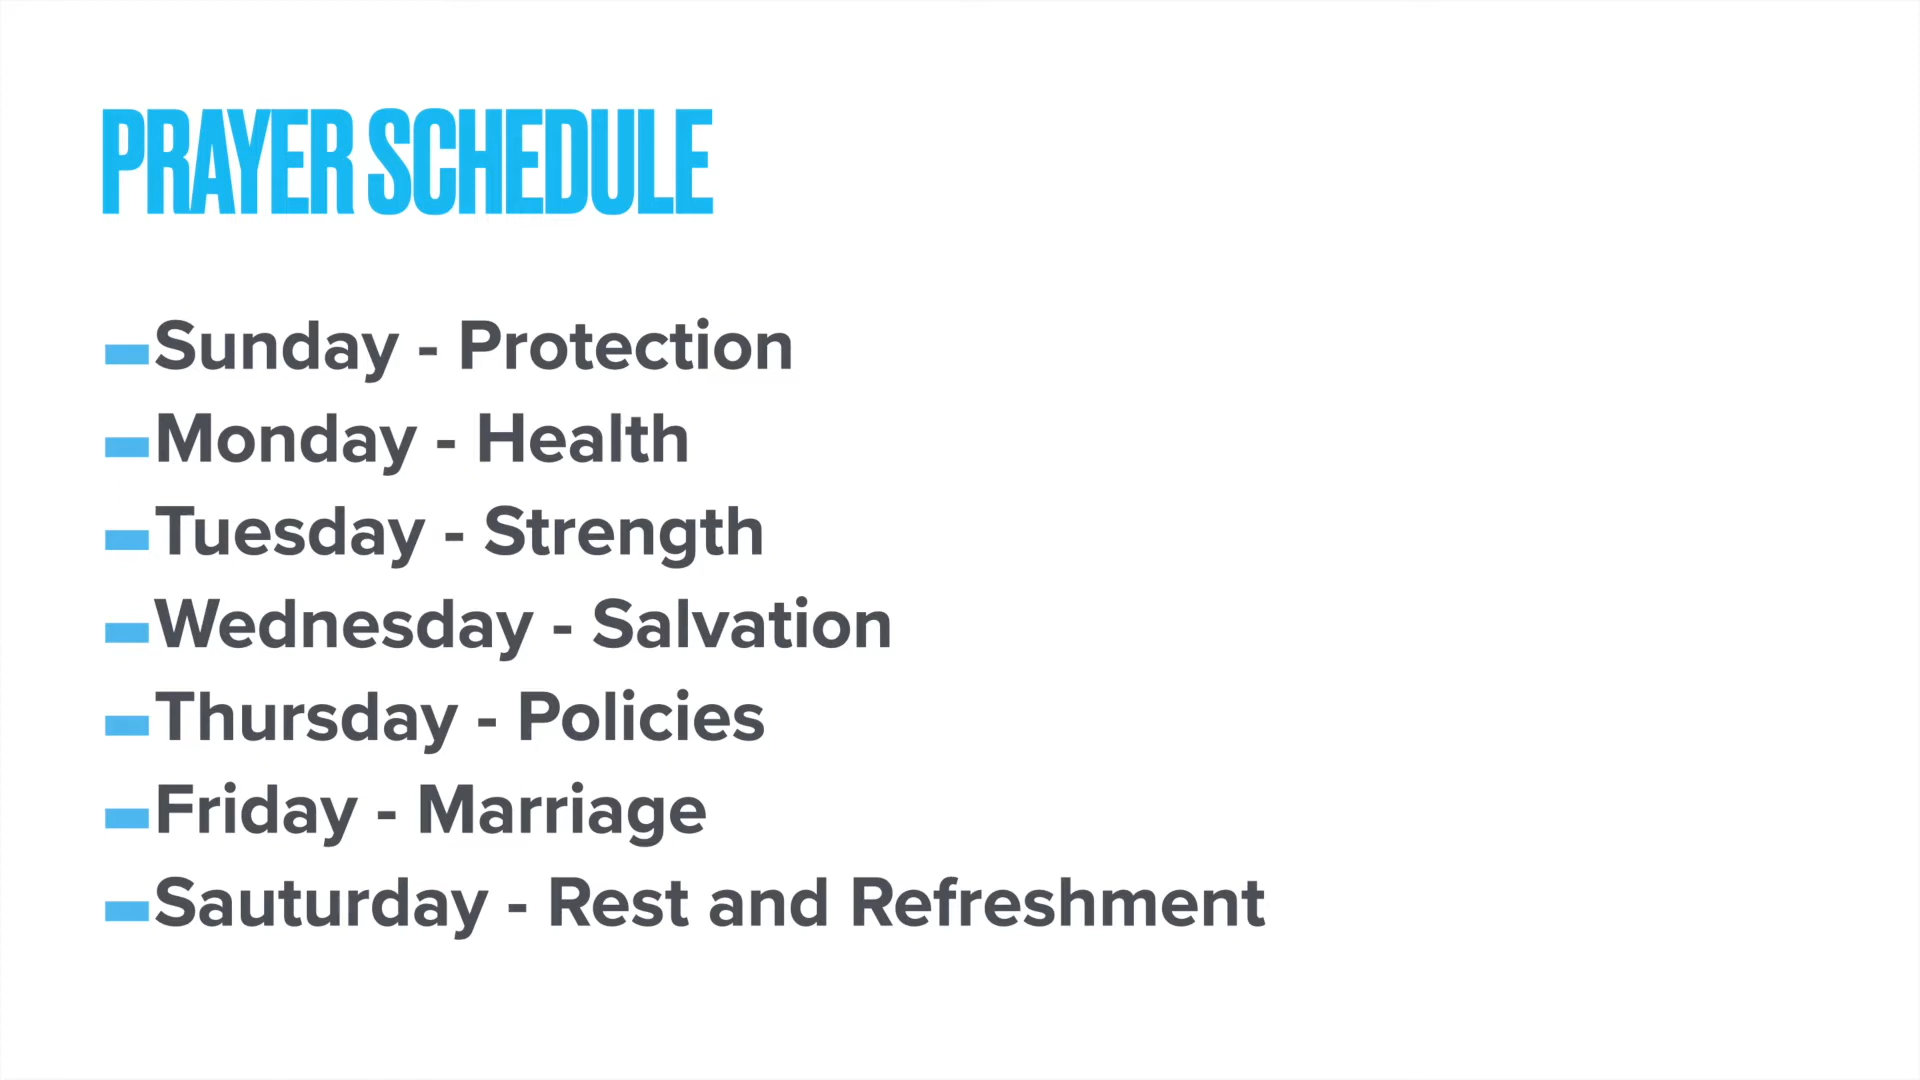 PRAYER SCHEDULE
Sunday - Protection
Monday - Health
Tuesday - Strength
Wednesday - Salvation
Thursday - Policies
Friday - Marriage
Sauturday - Rest and Refreshment